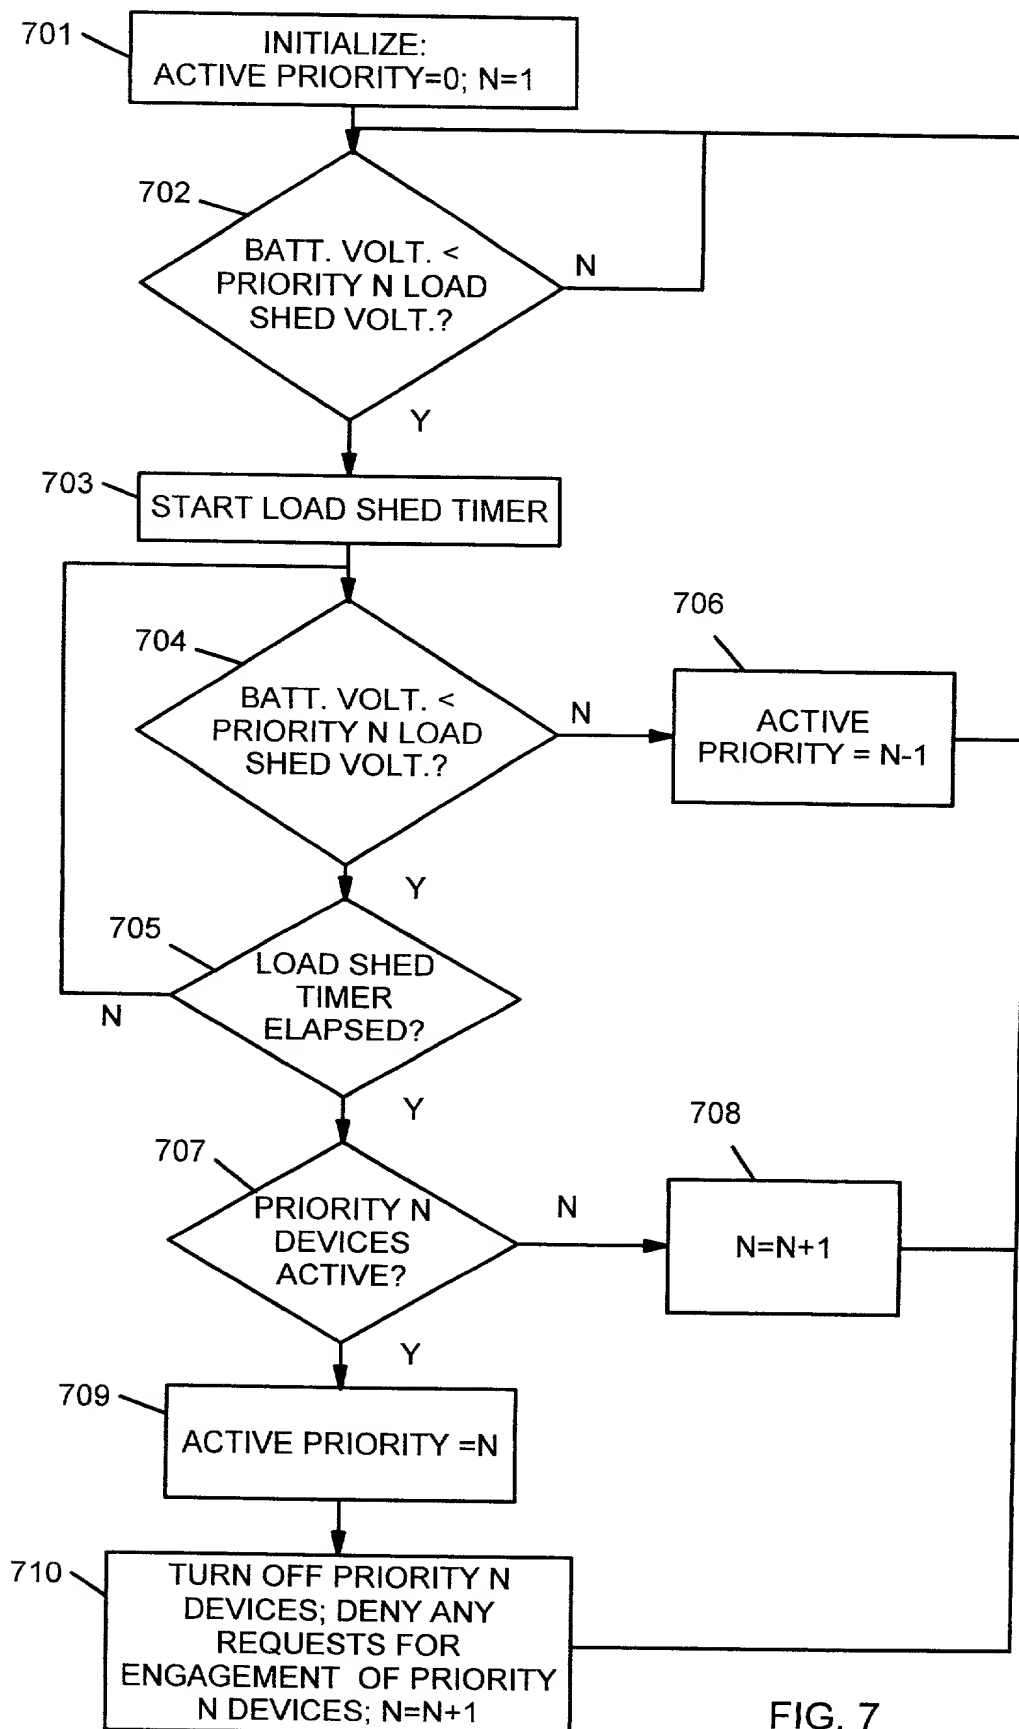 701
INITIALIZE:
ACTIVE PRIORITY=0; N=1
702
BATT. VOLT. <
PRIORITY N LOAD
SHED VOLT.?
N
Y
703
START LOAD SHED TIMER
704
BATT. VOLT. <
PRIORITY N LOAD
SHED VOLT.?
N
706
ACTIVE
PRIORITY = N-1
Y
705
LOAD SHED
TIMER
ELAPSED?
N
Y
707
PRIORITY N
DEVICES
ACTIVE?
N
708
N=N+1
Y
709
ACTIVE PRIORITY =N
710
TURN OFF PRIORITY N
DEVICES; DENY ANY
REQUESTS FOR
ENGAGEMENT OF PRIORITY
N DEVICES; N=N+1
FIG. 7